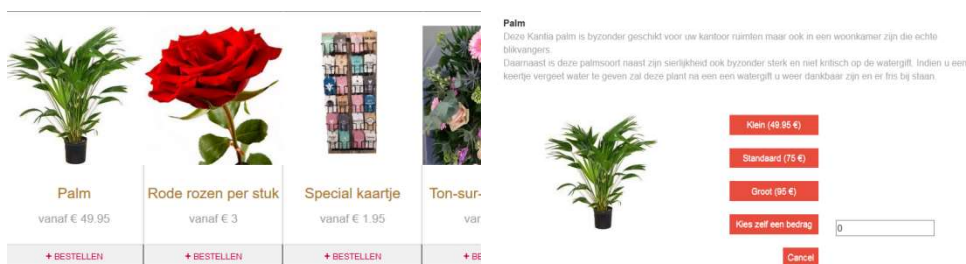 Palm
vanaf € 49.95
+ BESTELLEN
Rode rozen per stuk
vanaf € 3
+ BESTELLEN
Special kaartje
vanaf € 1.95
+ BESTELLEN
Ton-sur-
var
+ BE
Palm
Deze Kantia palm is byzonder geschikt voor uw kantoor ruimten maar ook in een woonkamer zijn die echte
blikvangers.
Daarnaast is deze palmsoort naast zijn sierlijkheid ook byzonder sterk en niet kritisch op de watergift. Indien u een
keertje vergeet water te geven zal deze plant na een een watergift u weer dankbaar zijn en er fris bij staan.
Klein (49.95 €)
Standaard (75 €)
Groot (95 €)
Kies zelf een bedrag
0
Cancel